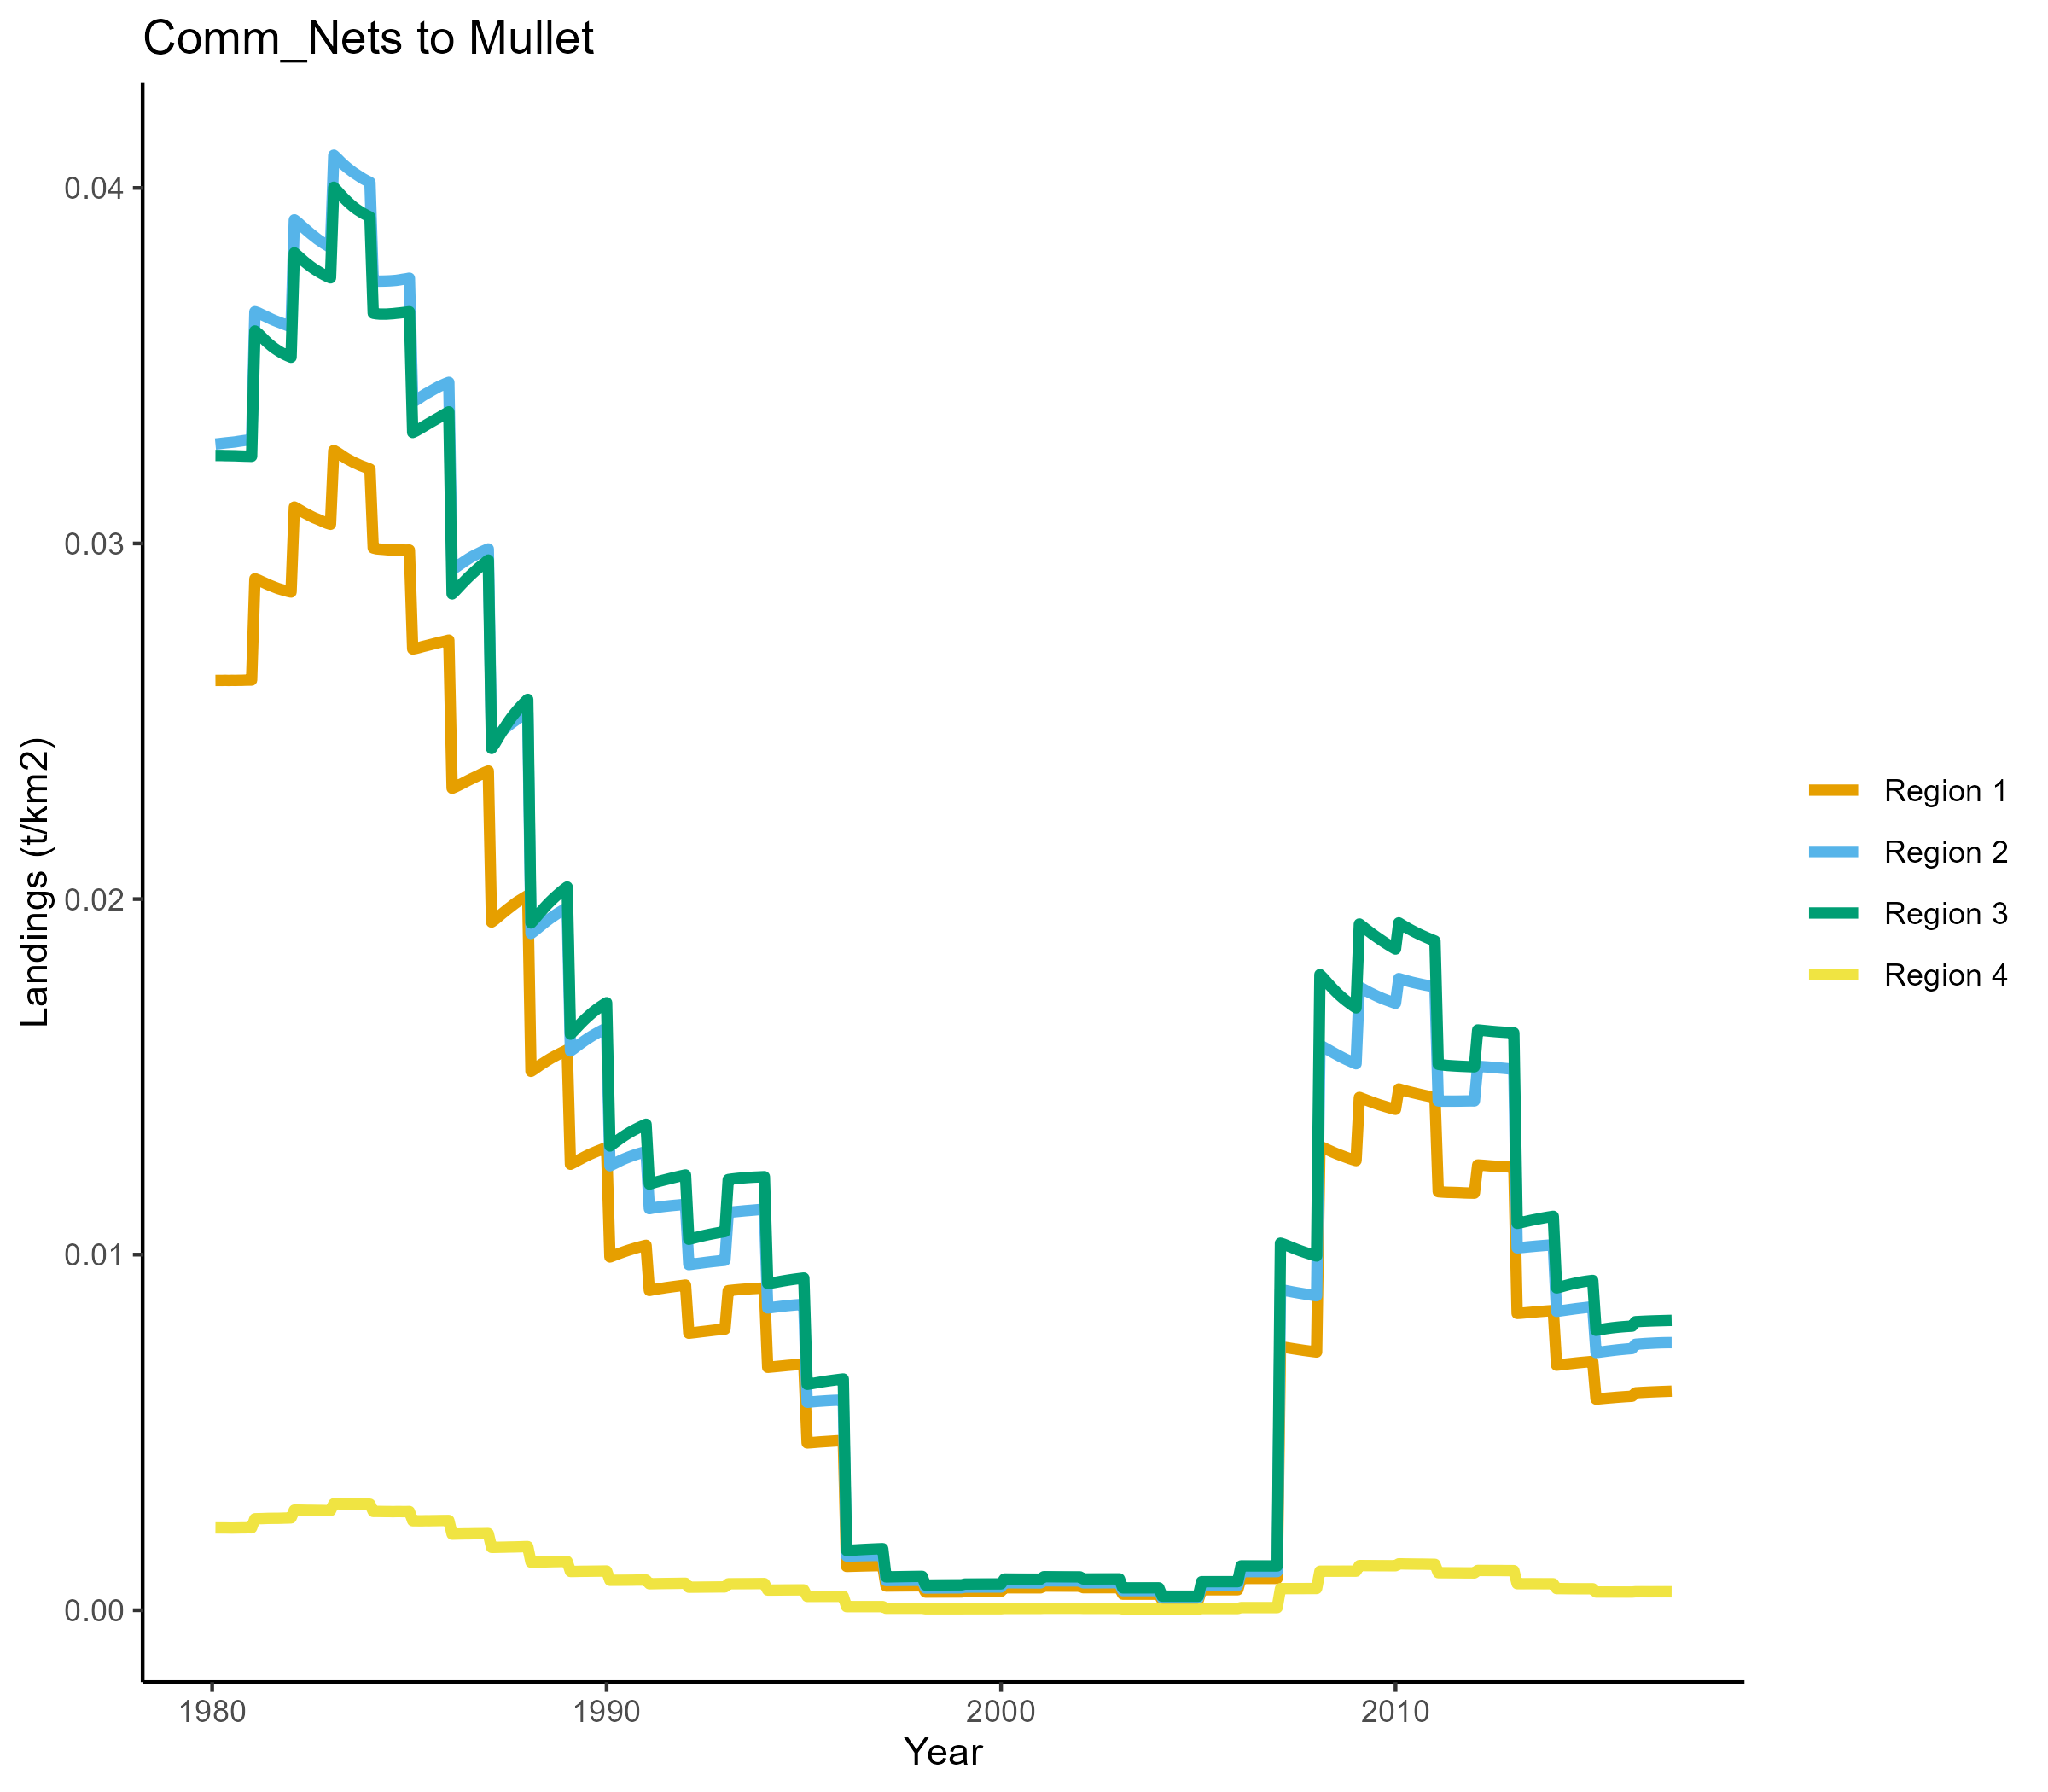 Comm_Nets to Mullet
Landings (t/km2)
0.04
0.03
0.02
0.01
0.00
1980 1990 2000 2010
Year
Region 1
Region 2
Region 3
Region 4